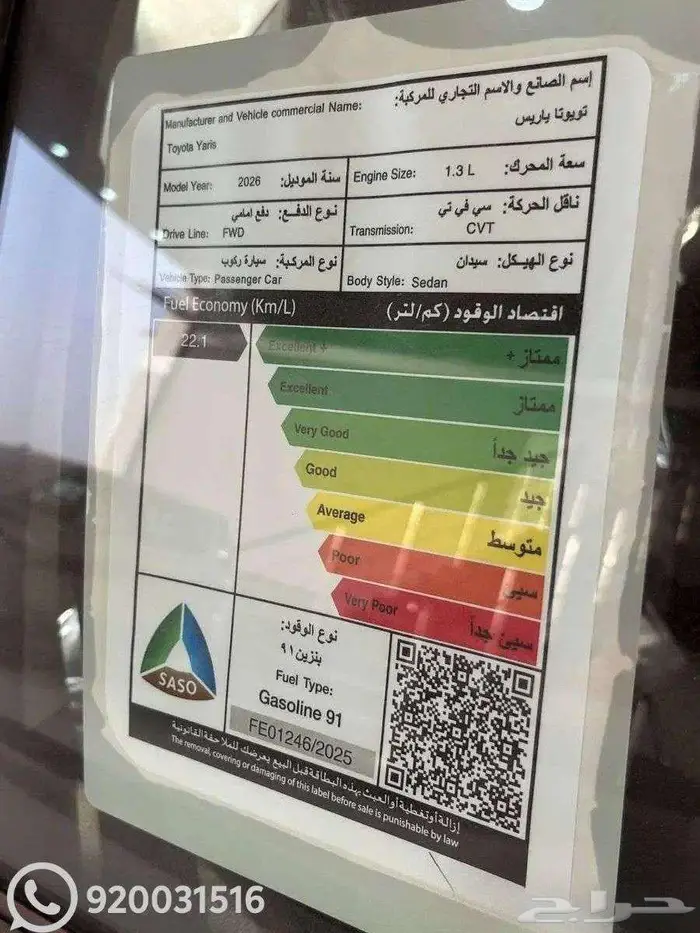 إسم الصانع والاسم التجاري للمركبة:
Manufacturer and Vehicle commercial Name:
تويوتا ياريس
Toyota Yaris
سعة المحرك: 1.3 L Engine Size:
سنة الموديل: 2026 Model Year:
ناقل الحركة: سي في تي
Transmission: CVT
نوع الدفع: دفع امامي
Drive Line: FWD
نوع الهيكل: سيدان
Body Style: Sedan
نوع المركبة: سيارة ركوب
Vehicle Type: Passenger Car
اقتصاد الوقود (كم/لتر) Fuel Economy (Km/L)
22.1
Excellent + ممتاز +
Excellent ممتاز
Very Good جيد جداً
Good جيد
Average متوسط
Poor سيئ
Very Poor سيئ جداً
SASO
نوع الوقود:
بنزين ٩١
Fuel Type:
Gasoline 91
FE01246/2025
إزالة أو تغطية أو العبث بهذه البطاقة قبل البيع يعرضك للملاحقة القانونية
The removal, covering or damaging of this label before sale is punishable by law
920031516
حراج